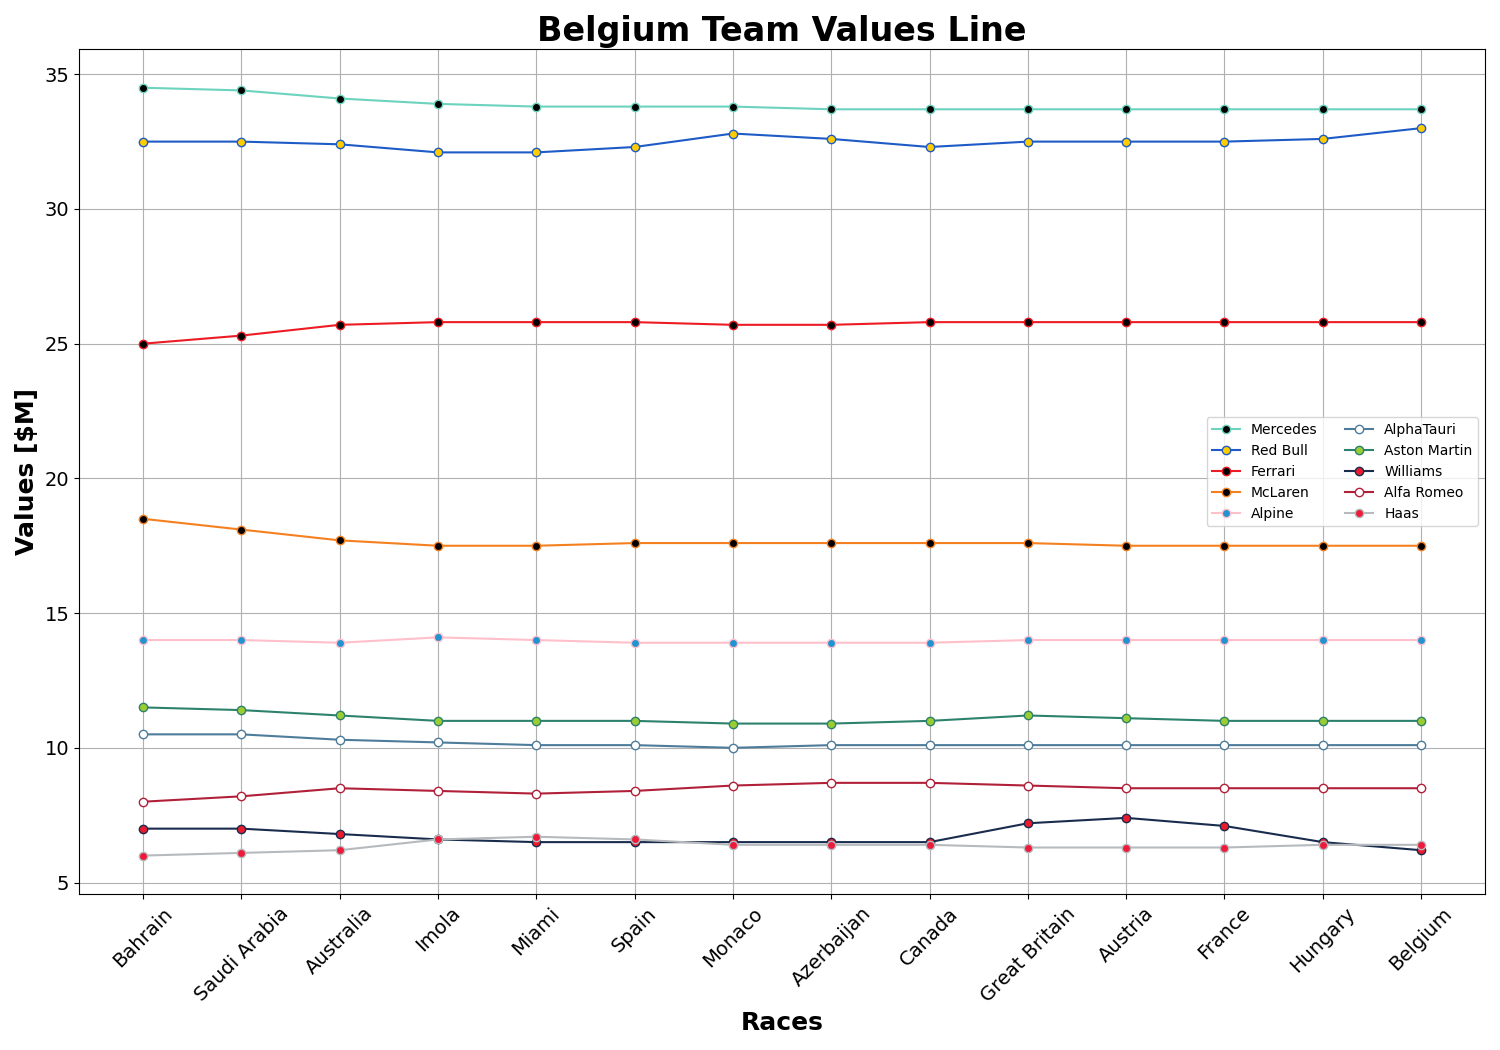 Belgium Team Values Line
Values [$M]
35
30
25
20
15
10
5
Mercedes
Red Bull
Ferrari
McLaren
Alpine
AlphaTauri
Aston Martin
Williams
Alfa Romeo
Haas
Bahrain
Saudi Arabia
Australia
Imola
Miami
Spain
Monaco
Azerbaijan
Canada
Great Britain
Austria
France
Hungary
Belgium
Races